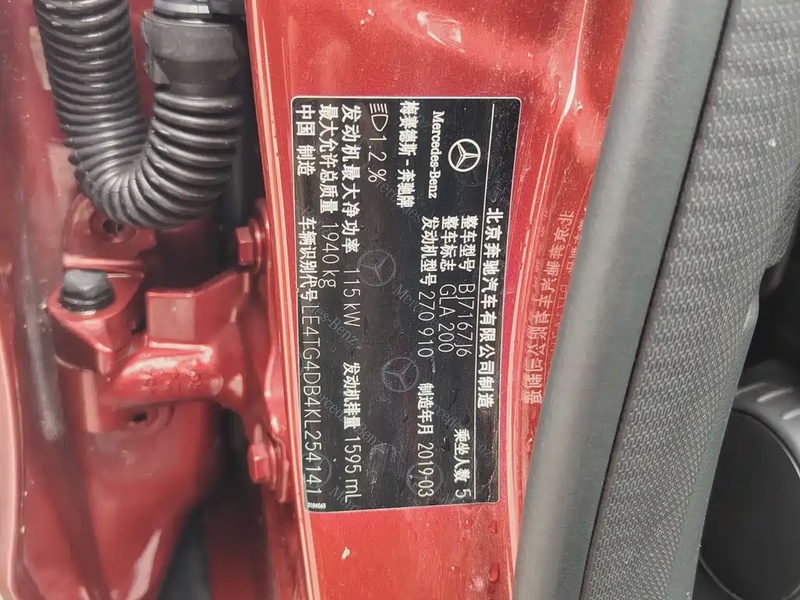 北京奔驰汽车有限公司制造
Mercedes-Benz
梅赛德斯-奔驰牌
整车型号 BJ7167J6 乘坐人数 5
整车标志 GLA 200
发动机型号 270 910 制造年月 2019-03
1.2 %
发动机最大净功率 115 kW 发动机排量 1595 mL
最大允许总质量 1940 kg
中国 制造 车辆识别代号 LE4TG4DB4KL254141